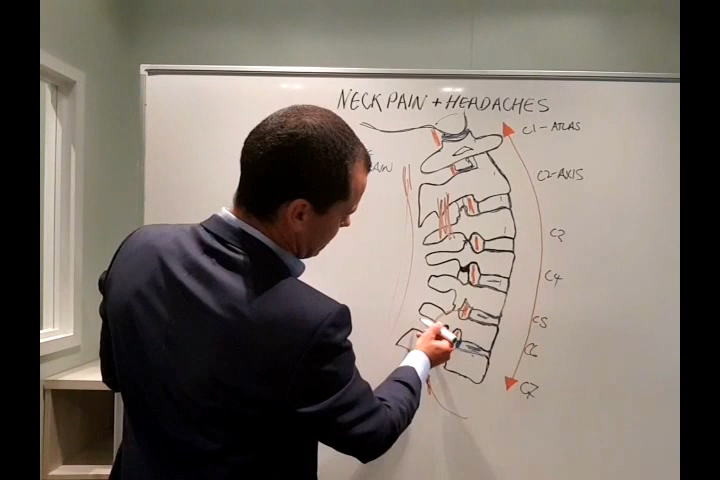 NECK PAIN + HEADACHES
C1-ATLAS
C2-AXIS
C3
C4
C5
C6
C7